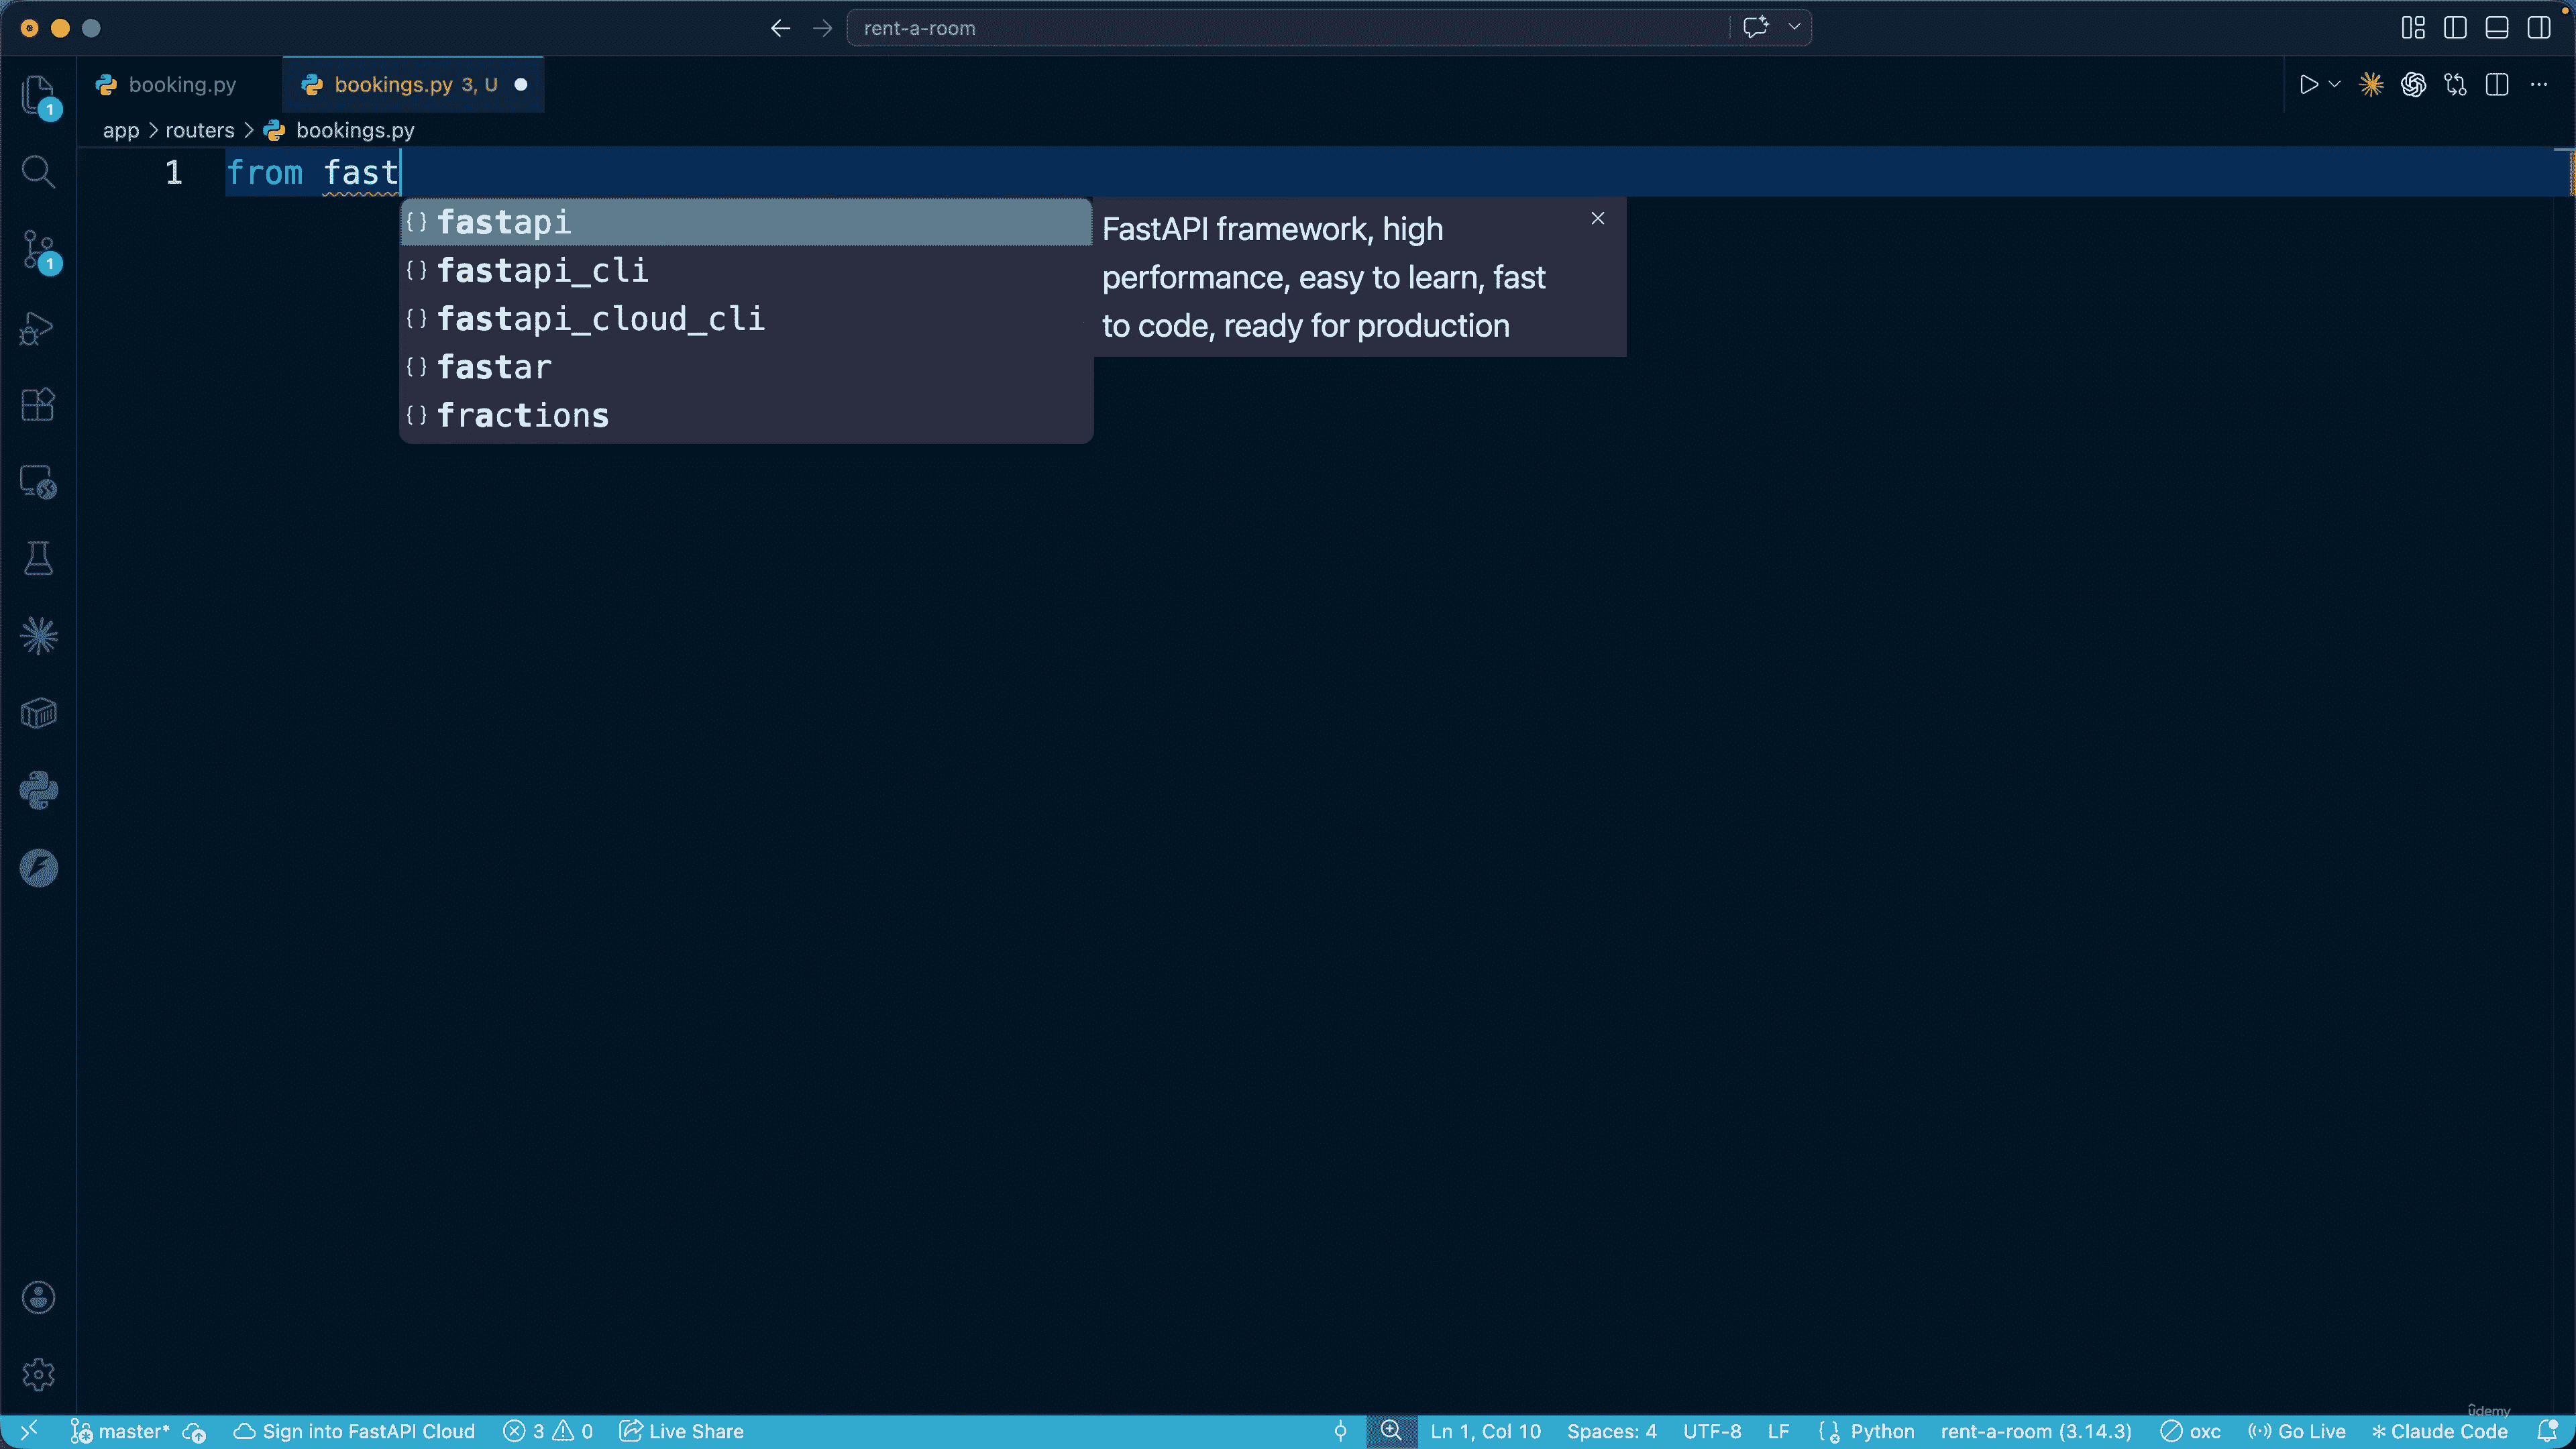 rent-a-room
booking.py
bookings.py 3, U
app routers bookings.py
1
1 from fast
fastapi
fastapi_cli
fastapi_cloud_cli
fastar
fractions
FastAPI framework, high
performance, easy to learn, fast
to code, ready for production
1
udemy
master* Sign into FastAPI Cloud 3 0 Live Share Ln 1, Col 10 Spaces: 4 UTF-8 LF Python rent-a-room (3.14.3) oxc Go Live Claude Code